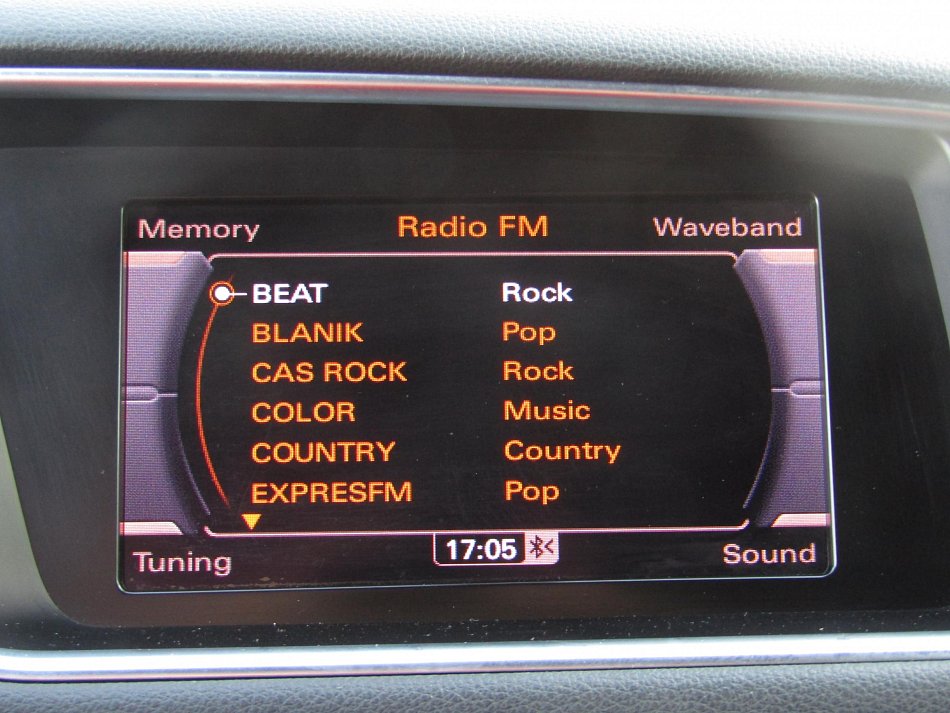 Memory Radio FM Waveband
BEAT Rock
BLANIK Pop
CAS ROCK Rock
COLOR Music
COUNTRY Country
EXPRESFM Pop
Tuning 17:05 Sound